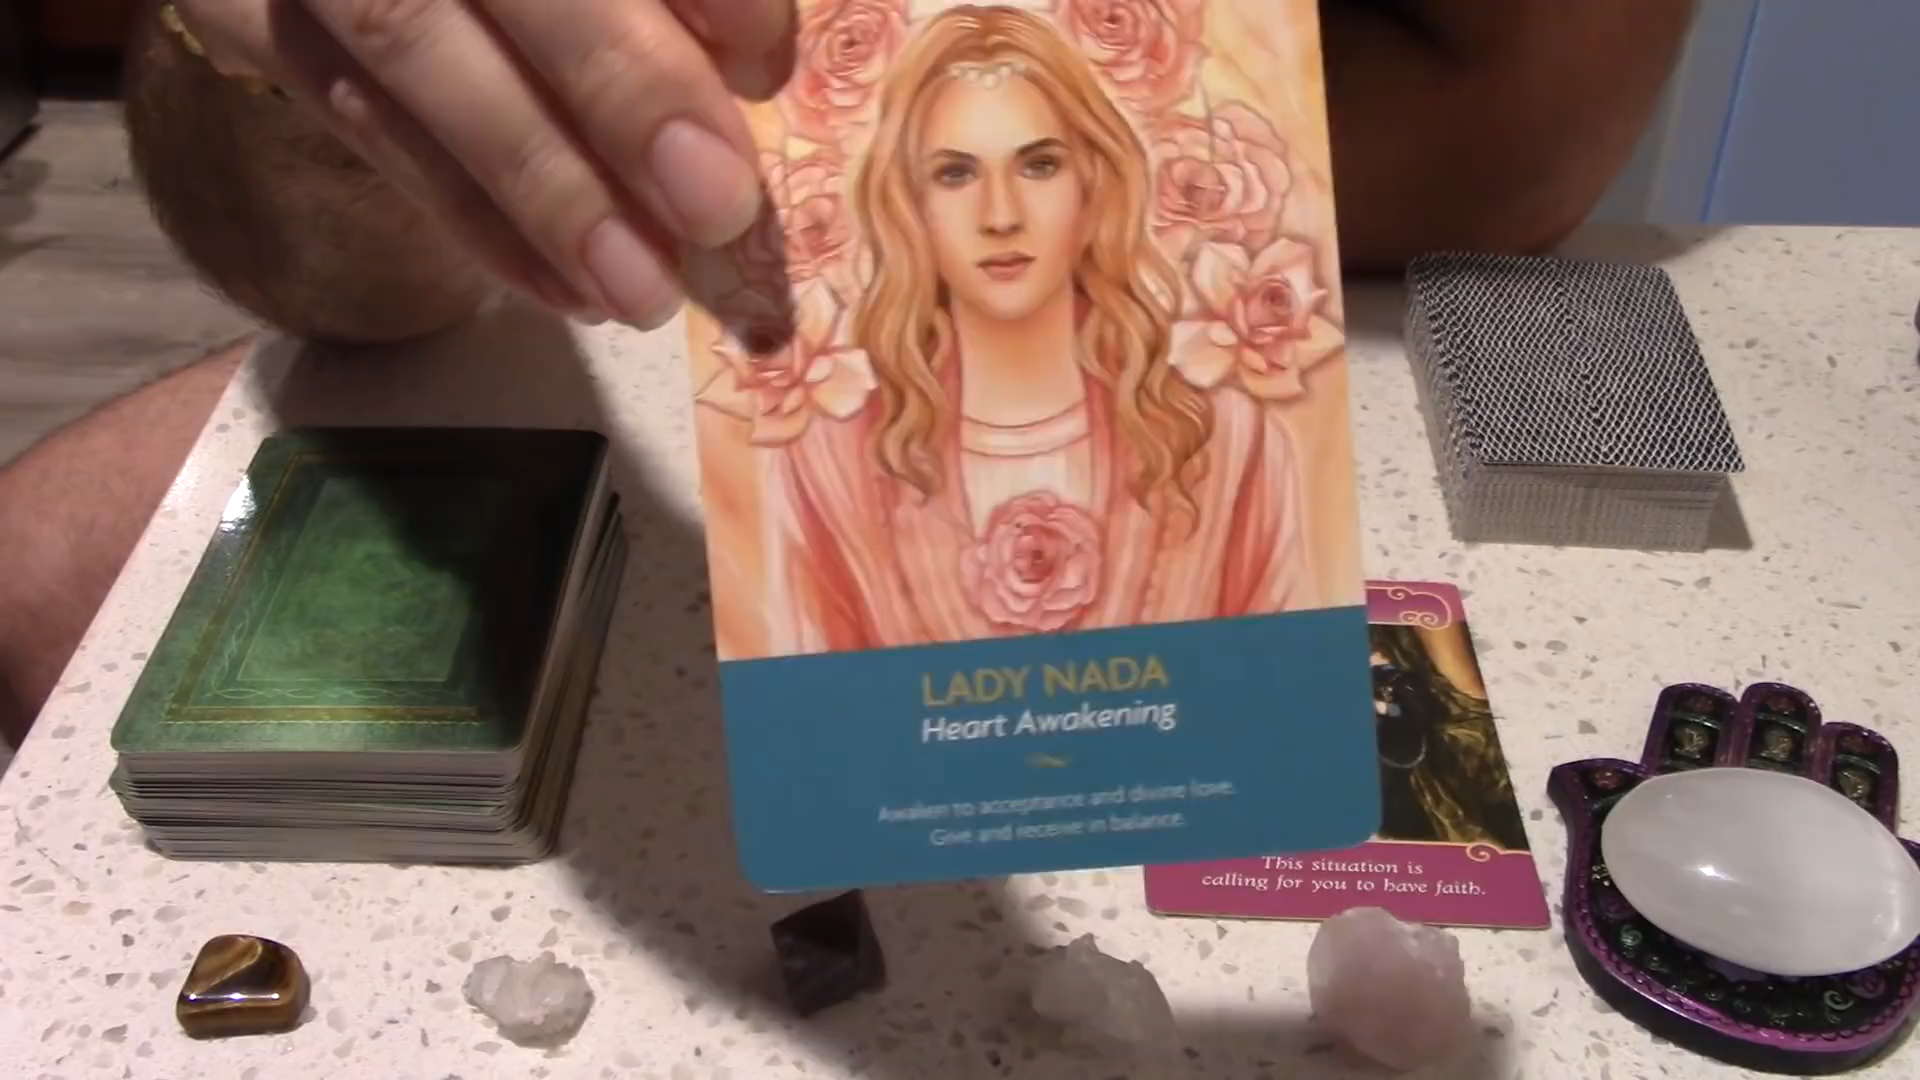 LADY NADA
Heart Awakening
Awaken to acceptance and divine love.
Give and receive in balance.
This situation is
calling for you to have faith.